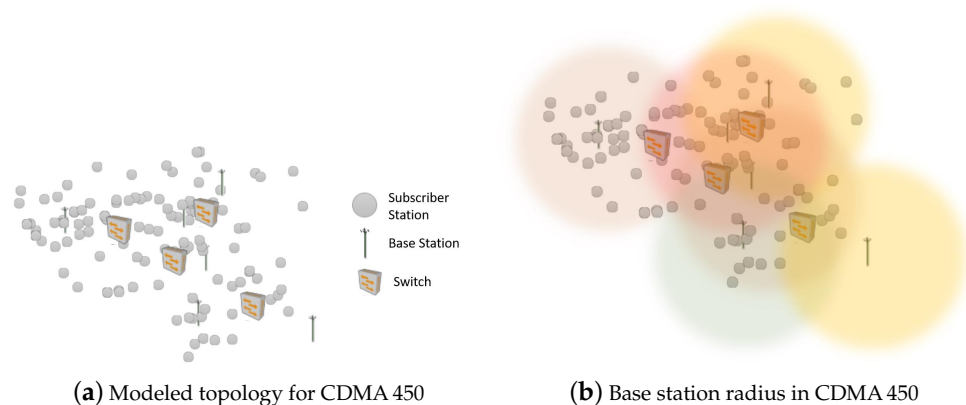 Subscriber
Station
Base Station
Switch
(a) Modeled topology for CDMA 450
(b) Base station radius in CDMA 450